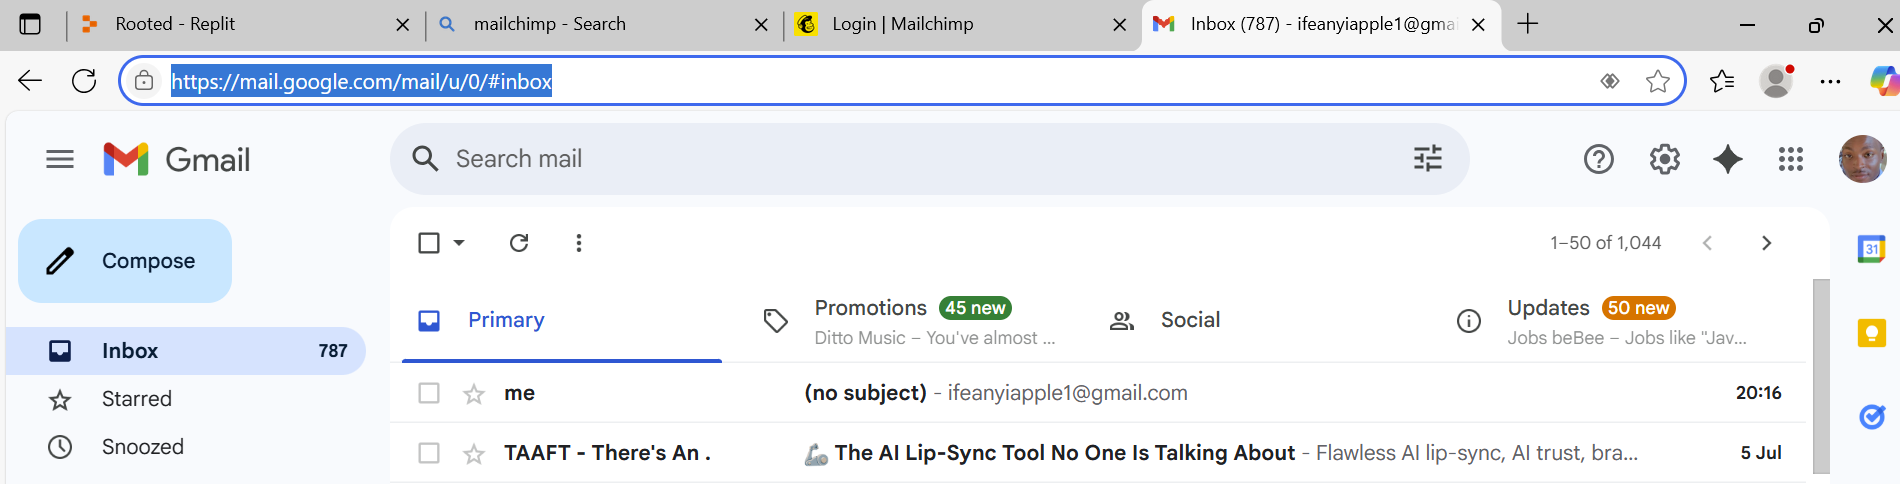 Rooted - Replit
mailchimp - Search
Login | Mailchimp
Inbox (787) - ifeanyiapple1@gmai
https://mail.google.com/mail/u/0/#inbox
Gmail
Search mail
Compose
1–50 of 1,044
31
Primary
Promotions 45 new
Ditto Music – You've almost ...
Social
Updates 50 new
Jobs beBee – Jobs like "Jav...
Inbox 787
Starred
Snoozed
me (no subject) - ifeanyiapple1@gmail.com 20:16
TAAFT - There's An . 🦾 The AI Lip-Sync Tool No One Is Talking About - Flawless AI lip-sync, AI trust, bra... 5 Jul